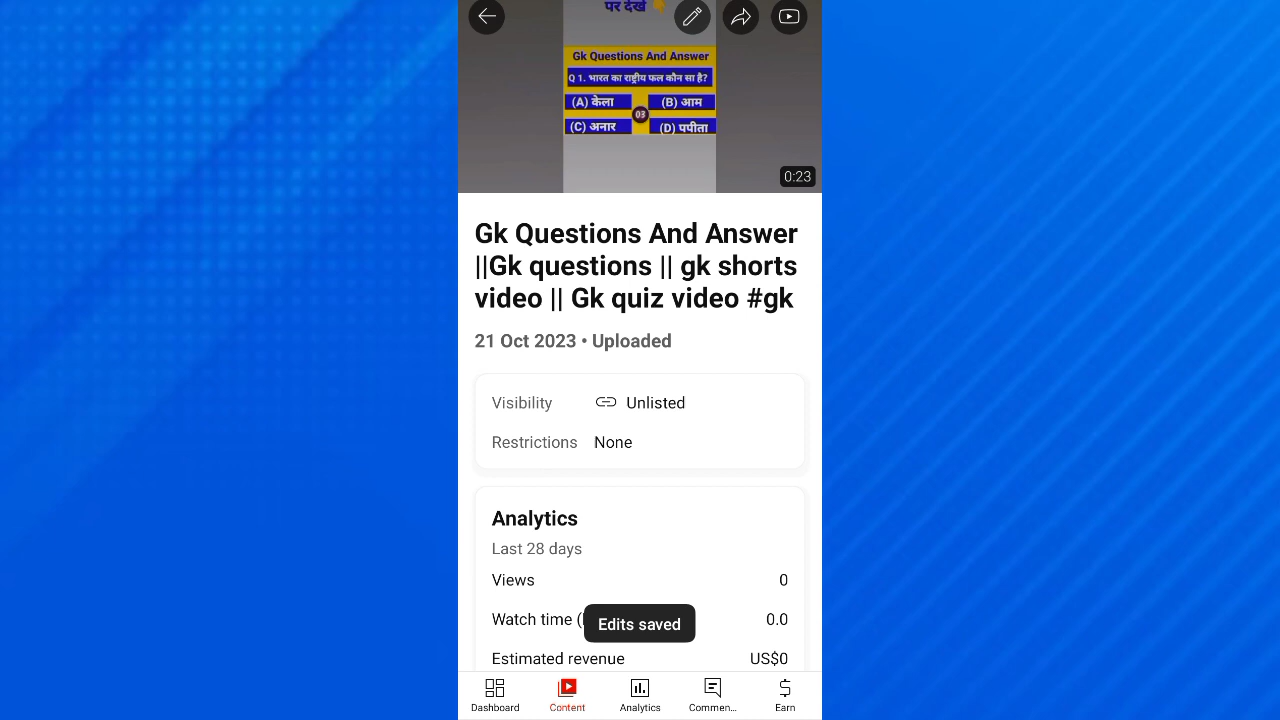 पर देखे 👇
Gk Questions And Answer
Q 1. भारत का राष्ट्रीय फल कौन सा है?
(A) केला
(B) आम
03
(C) अनार
(D) पपीता
0:23
Gk Questions And Answer
||Gk questions || gk shorts
video || Gk quiz video #gk
21 Oct 2023 • Uploaded
Visibility Unlisted
Restrictions None
Analytics
Last 28 days
Views 0
Watch time ( 0.0
Edits saved
Estimated revenue US$0
Dashboard Content Analytics Commen... Earn